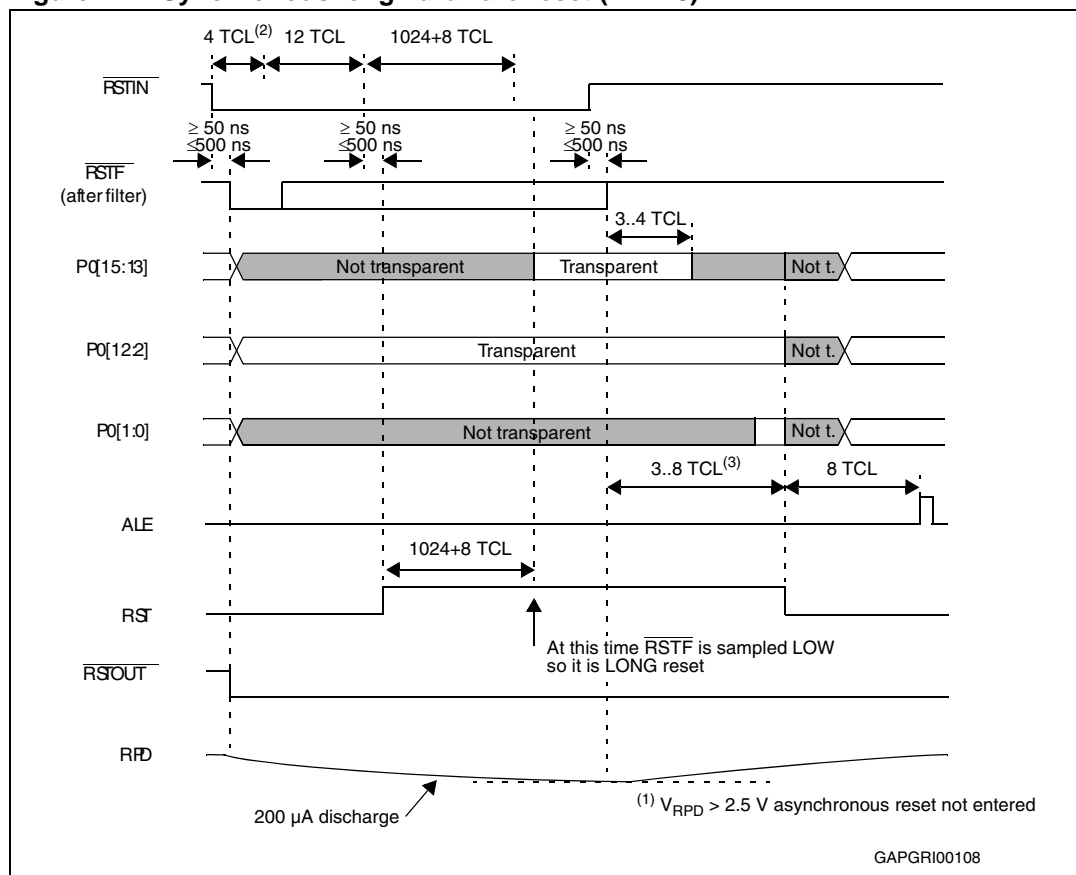 4 TCL(2) 12 TCL 1024+8 TCL
RSTIN
≥ 50 ns ≥ 50 ns ≥ 50 ns
≤500 ns ≤500 ns ≤500 ns
RSTF
(after filter)
3..4 TCL
P0[15:13] Not transparent Transparent Not t.
P0[12:2] Transparent Not t.
P0[1:0] Not transparent Not t.
3..8 TCL(3) 8 TCL
ALE
1024+8 TCL
RST
At this time RSTF is sampled LOW
so it is LONG reset
RSTOUT
RPD
200 µA discharge
(1) VRPD > 2.5 V asynchronous reset not entered
GAPGRI00108